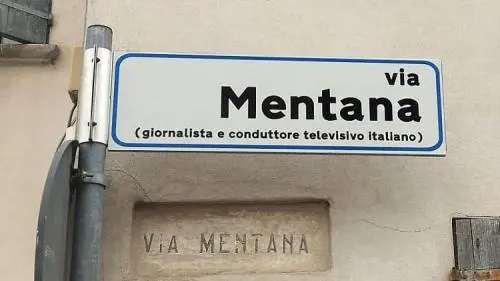 via
Mentana
(giornalista e conduttore televisivo italiano)
VIA MENTANA